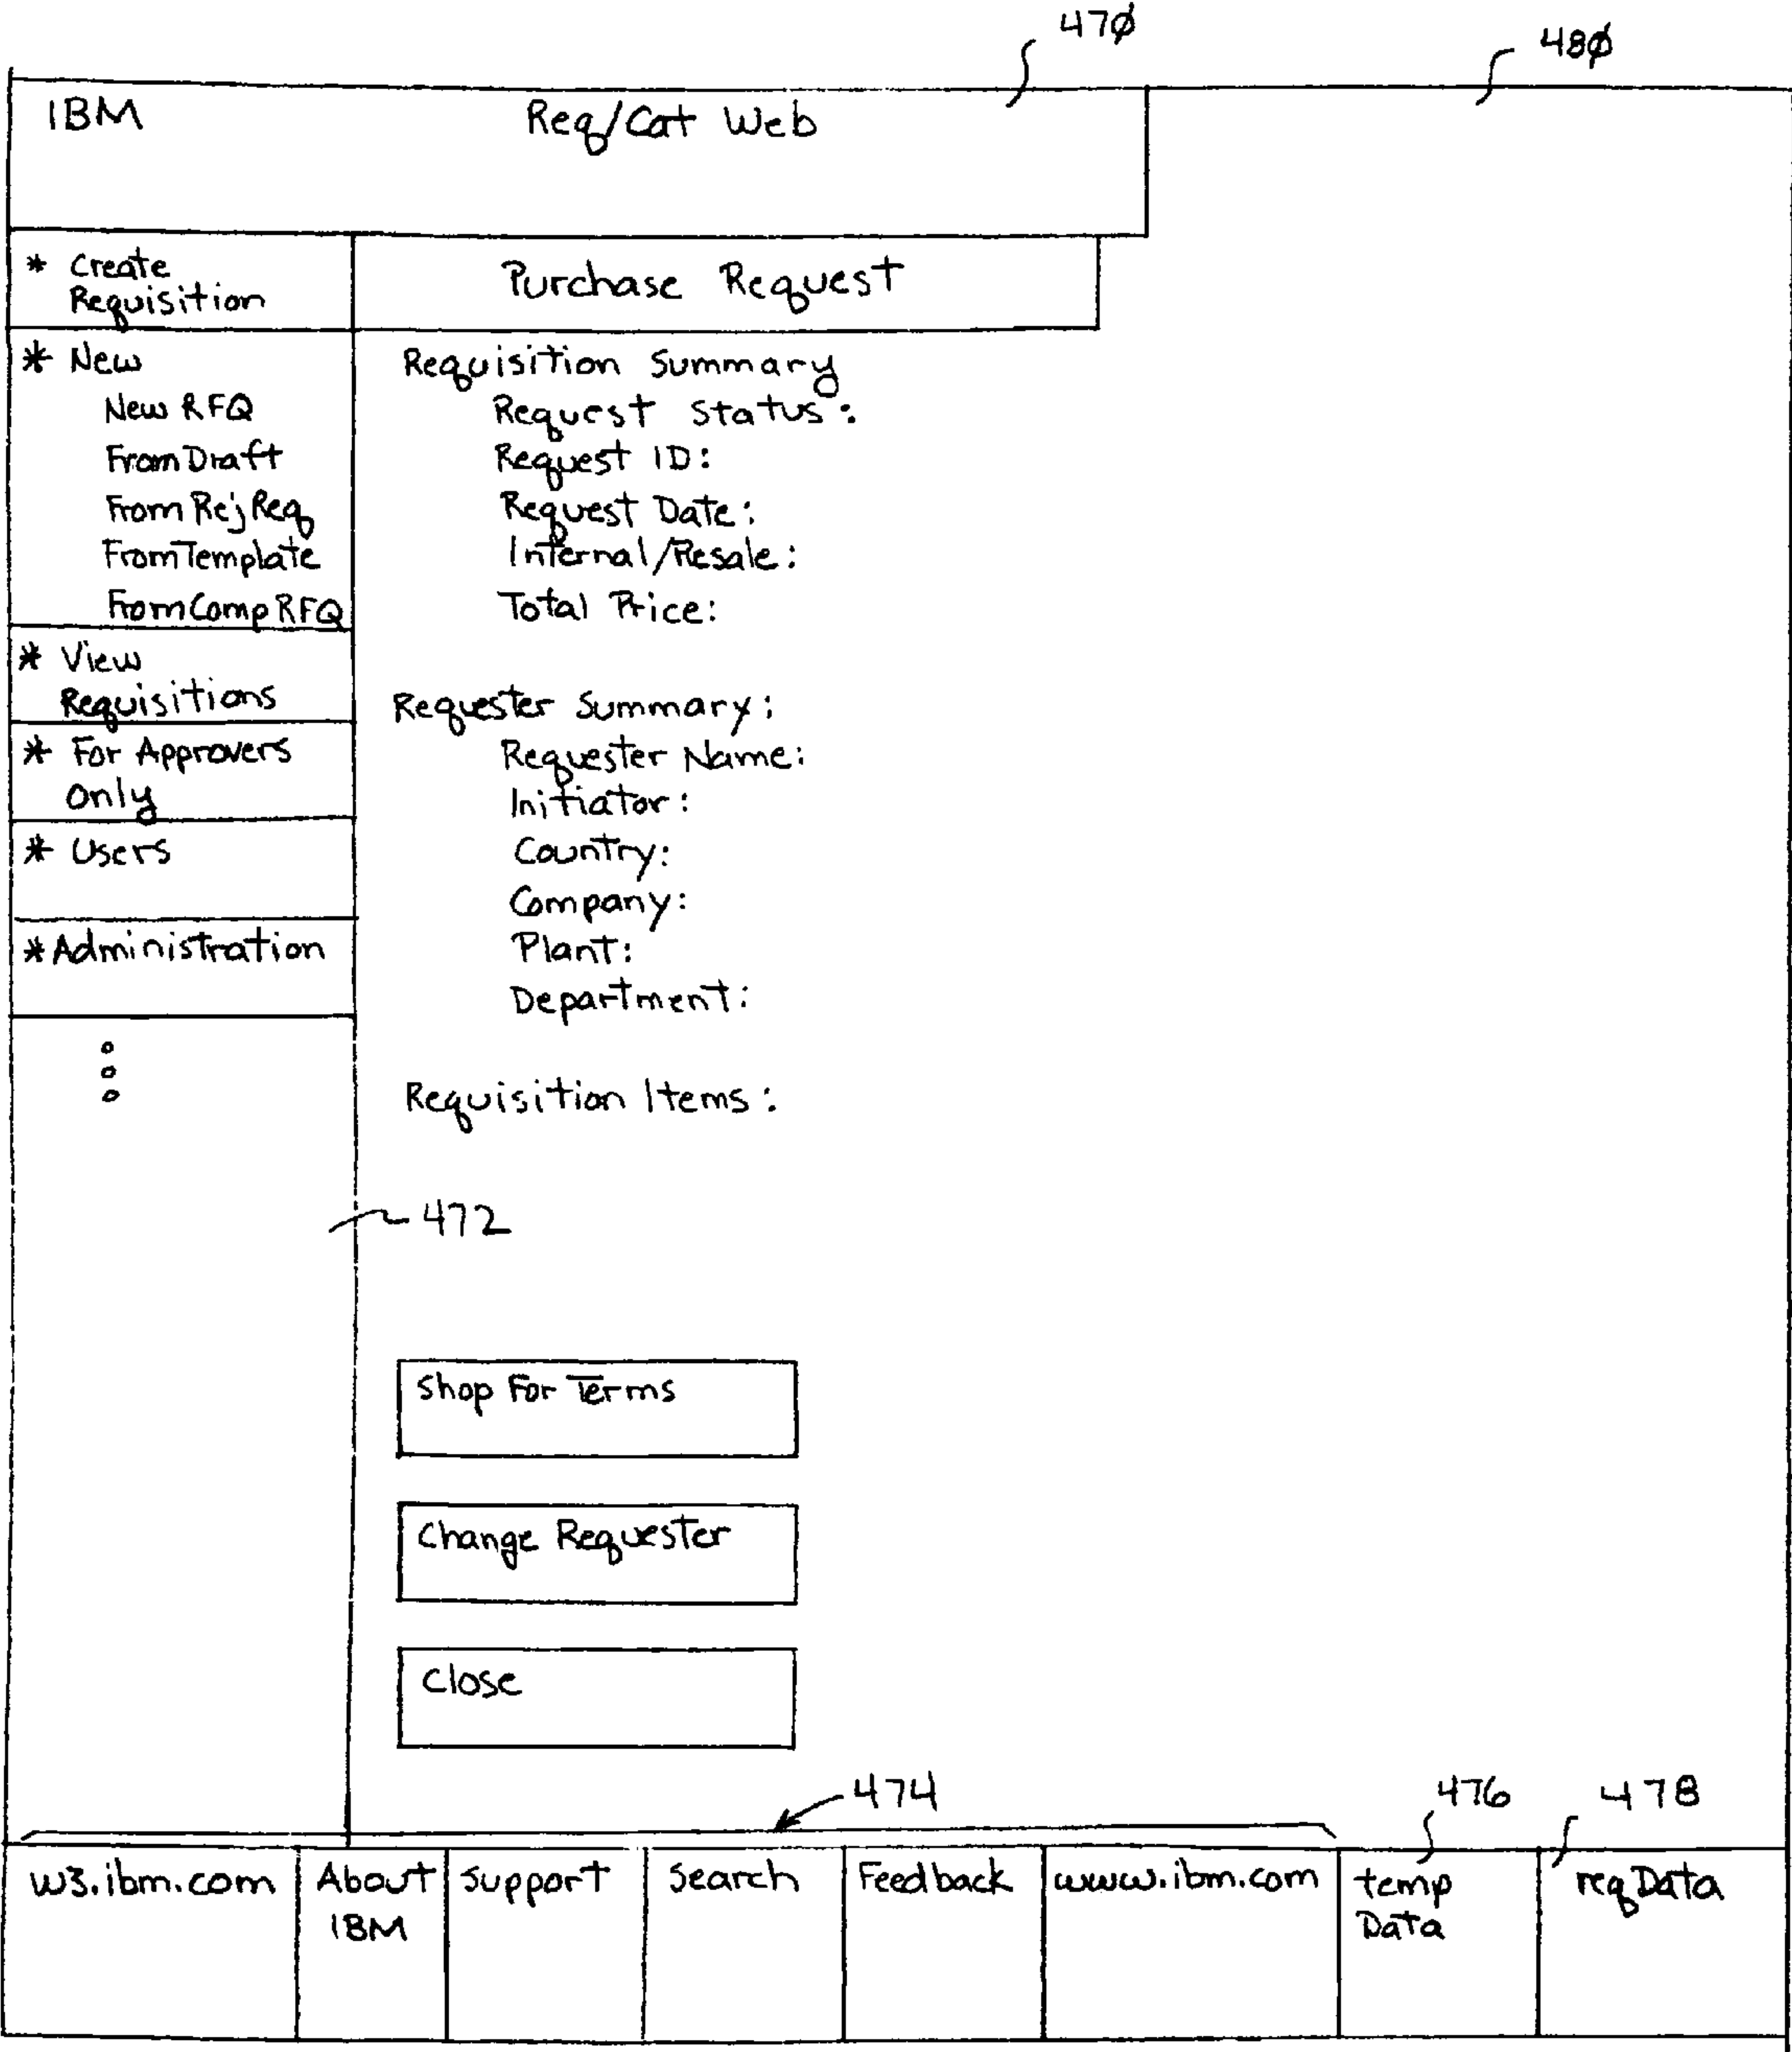 470
480
IBM
Req/Cat Web
* Create
Requisition
Purchase Request
* New
New RFQ
From Draft
From Rej Req
From Template
From Comp RFQ
* View
Requisitions
* For Approvers
Only
* Users
* Administration
Requisition Summary
Request Status:
Request ID:
Request Date:
Internal/Resale:
Total Price:
Requester Summary:
Requester Name:
Initiator:
Country:
Company:
Plant:
Department:
Requisition Items:
472
Shop For Terms
Change Requester
Close
474
476
478
w3.ibm.com
About
IBM
Support
Search
Feedback
www.ibm.com
temp
Data
reqData